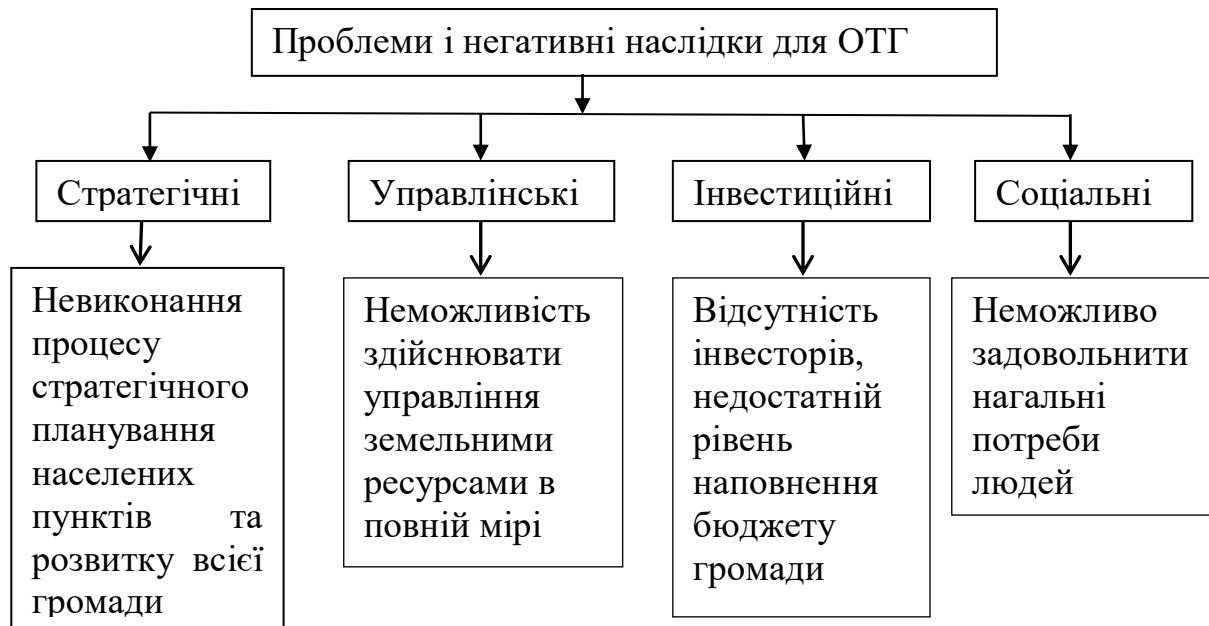 Проблеми і негативні наслідки для ОТГ
Стратегічні
Управлінські
Інвестиційні
Соціальні
Невиконання
процесу
стратегічного
планування
населених
пунктів та
розвитку всієї
громади
Неможливість
здійснювати
управління
земельними
ресурсами в
повній мірі
Відсутність
інвесторів,
недостатній
рівень
наповнення
бюджету
громади
Неможливо
задовольнити
нагальні
потреби
людей